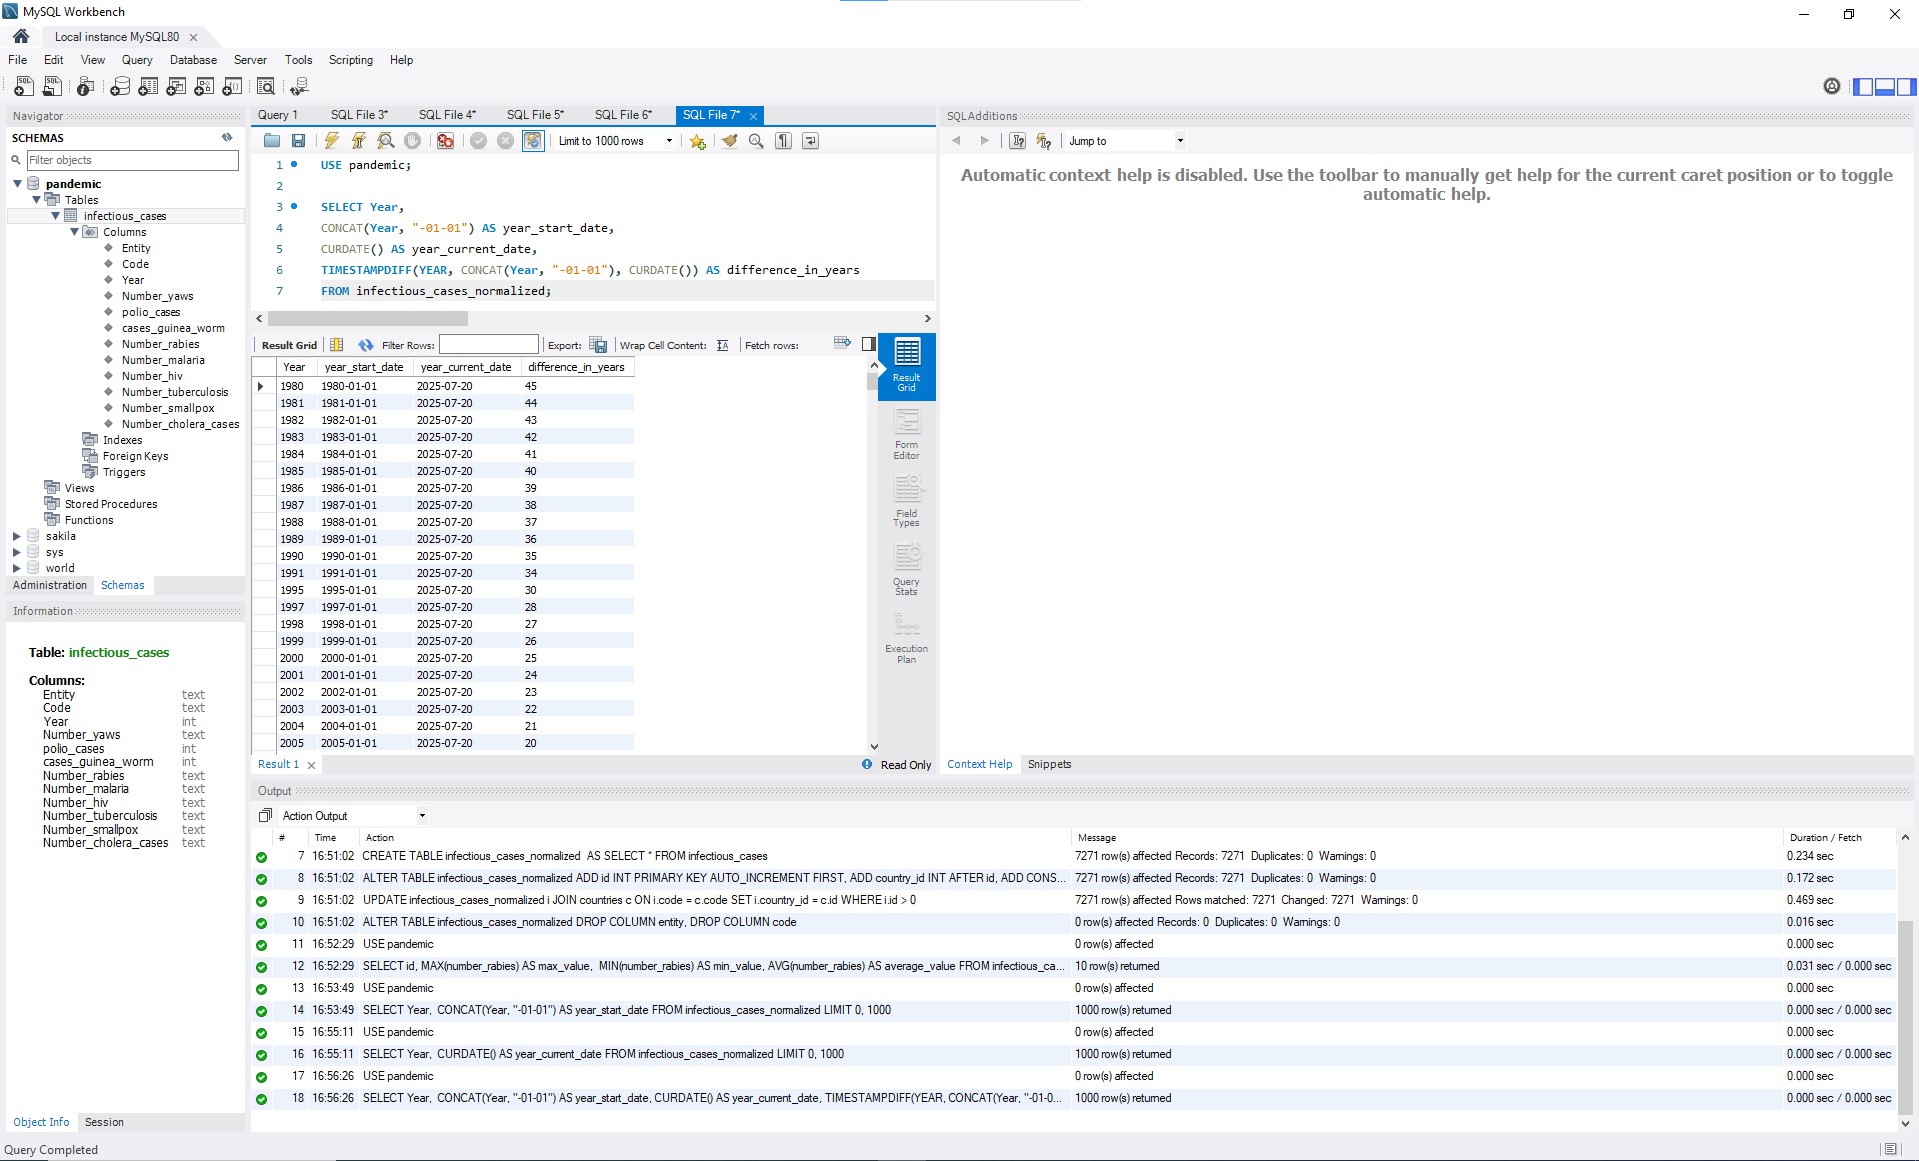 MySQL Workbench
Local instance MySQL80
File Edit View Query Database Server Tools Scripting Help
Navigator
SCHEMAS
Filter objects
pandemic
Tables
infectious_cases
Columns
Entity
Code
Year
Number_yaws
polio_cases
cases_guinea_worm
Number_rabies
Number_malaria
Number_hiv
Number_tuberculosis
Number_smallpox
Number_cholera_cases
Indexes
Foreign Keys
Triggers
Views
Stored Procedures
Functions
sakila
sys
world
Administration Schemas
Information
Table: infectious_cases
Columns:
Entity text
Code text
Year int
Number_yaws text
polio_cases int
cases_guinea_worm int
Number_rabies text
Number_malaria text
Number_hiv text
Number_tuberculosis text
Number_smallpox text
Number_cholera_cases text
Object Info Session
Query Completed
Query 1 SQL File 3* SQL File 4* SQL File 5* SQL File 6* SQL File 7*
Limit to 1000 rows
1 USE pandemic;
2
3 SELECT Year,
4 CONCAT(Year, "-01-01") AS year_start_date,
5 CURDATE() AS year_current_date,
6 TIMESTAMPDIFF(YEAR, CONCAT(Year, "-01-01"), CURDATE()) AS difference_in_years
7 FROM infectious_cases_normalized;
Result Grid Filter Rows: Export: Wrap Cell Content: Fetch rows:
Year year_start_date year_current_date difference_in_years
1980 1980-01-01 2025-07-20 45
1981 1981-01-01 2025-07-20 44
1982 1982-01-01 2025-07-20 43
1983 1983-01-01 2025-07-20 42
1984 1984-01-01 2025-07-20 41
1985 1985-01-01 2025-07-20 40
1986 1986-01-01 2025-07-20 39
1987 1987-01-01 2025-07-20 38
1988 1988-01-01 2025-07-20 37
1989 1989-01-01 2025-07-20 36
1990 1990-01-01 2025-07-20 35
1991 1991-01-01 2025-07-20 34
1995 1995-01-01 2025-07-20 30
1997 1997-01-01 2025-07-20 28
1998 1998-01-01 2025-07-20 27
1999 1999-01-01 2025-07-20 26
2000 2000-01-01 2025-07-20 25
2001 2001-01-01 2025-07-20 24
2002 2002-01-01 2025-07-20 23
2003 2003-01-01 2025-07-20 22
2004 2004-01-01 2025-07-20 21
2005 2005-01-01 2025-07-20 20
Result
Grid
Form
Editor
Field
Types
Query
Stats
Execution
Plan
Result 1
Read Only
SQLAdditions
Jump to
Automatic context help is disabled. Use the toolbar to manually get help for the current caret position or to toggle
automatic help.
Context Help Snippets
Output
Action Output
# Time Action Message Duration / Fetch
7 16:51:02 CREATE TABLE infectious_cases_normalized AS SELECT * FROM infectious_cases 7271 row(s) affected Records: 7271 Duplicates: 0 Warnings: 0 0.234 sec
8 16:51:02 ALTER TABLE infectious_cases_normalized ADD id INT PRIMARY KEY AUTO_INCREMENT FIRST, ADD country_id INT AFTER id, ADD CONS... 7271 row(s) affected Records: 7271 Duplicates: 0 Warnings: 0 0.172 sec
9 16:51:02 UPDATE infectious_cases_normalized i JOIN countries c ON i.code = c.code SET i.country_id = c.id WHERE i.id > 0 7271 row(s) affected Rows matched: 7271 Changed: 7271 Warnings: 0 0.469 sec
10 16:51:02 ALTER TABLE infectious_cases_normalized DROP COLUMN entity, DROP COLUMN code 0 row(s) affected Records: 0 Duplicates: 0 Warnings: 0 0.016 sec
11 16:52:29 USE pandemic 0 row(s) affected 0.000 sec
12 16:52:29 SELECT id, MAX(number_rabies) AS max_value, MIN(number_rabies) AS min_value, AVG(number_rabies) AS average_value FROM infectious_ca... 10 row(s) returned 0.031 sec / 0.000 sec
13 16:53:49 USE pandemic 0 row(s) affected 0.000 sec
14 16:53:49 SELECT Year, CONCAT(Year, "-01-01") AS year_start_date FROM infectious_cases_normalized LIMIT 0, 1000 1000 row(s) returned 0.000 sec / 0.000 sec
15 16:55:11 USE pandemic 0 row(s) affected 0.000 sec
16 16:55:11 SELECT Year, CURDATE() AS year_current_date FROM infectious_cases_normalized LIMIT 0, 1000 1000 row(s) returned 0.000 sec / 0.000 sec
17 16:56:26 USE pandemic 0 row(s) affected 0.000 sec
18 16:56:26 SELECT Year, CONCAT(Year, "-01-01") AS year_start_date, CURDATE() AS year_current_date, TIMESTAMPDIFF(YEAR, CONCAT(Year, "-01-0... 1000 row(s) returned 0.000 sec / 0.000 sec